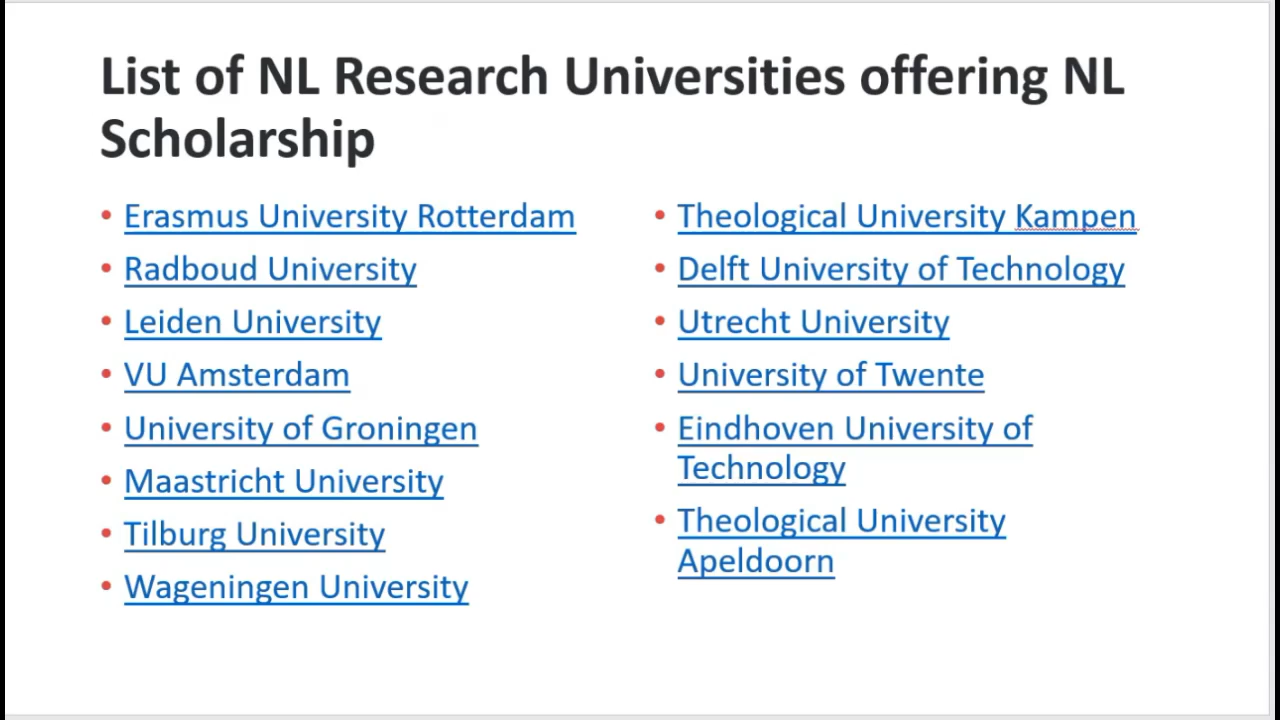 List of NL Research Universities offering NL
Scholarship
• Erasmus University Rotterdam
• Radboud University
• Leiden University
• VU Amsterdam
• University of Groningen
• Maastricht University
• Tilburg University
• Wageningen University
• Theological University Kampen
• Delft University of Technology
• Utrecht University
• University of Twente
• Eindhoven University of
Technology
• Theological University
Apeldoorn